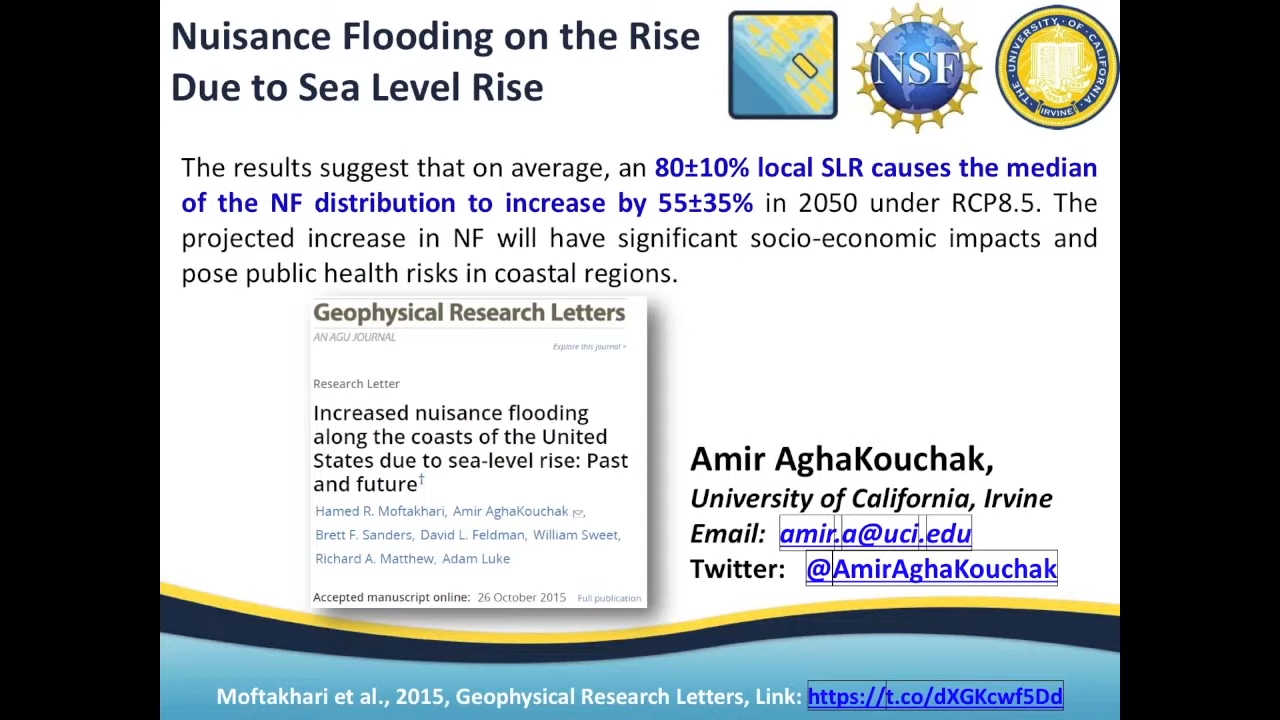 Nuisance Flooding on the Rise
Due to Sea Level Rise
NSF
THE UNIVERSITY OF CALIFORNIA
IRVINE
The results suggest that on average, an 80±10% local SLR causes the median
of the NF distribution to increase by 55±35% in 2050 under RCP8.5. The
projected increase in NF will have significant socio-economic impacts and
pose public health risks in coastal regions.
Geophysical Research Letters
AN AGU JOURNAL
Explore this journal >
Research Letter
Increased nuisance flooding
along the coasts of the United
States due to sea-level rise: Past
and future†
Hamed R. Moftakhari, Amir AghaKouchak ,
Brett F. Sanders, David L. Feldman, William Sweet,
Richard A. Matthew, Adam Luke
Accepted manuscript online: 26 October 2015 Full publication
Amir AghaKouchak,
University of California, Irvine
Email: amir.a@uci.edu
Twitter: @AmirAghaKouchak
Moftakhari et al., 2015, Geophysical Research Letters, Link: https://t.co/dXGKcwf5Dd